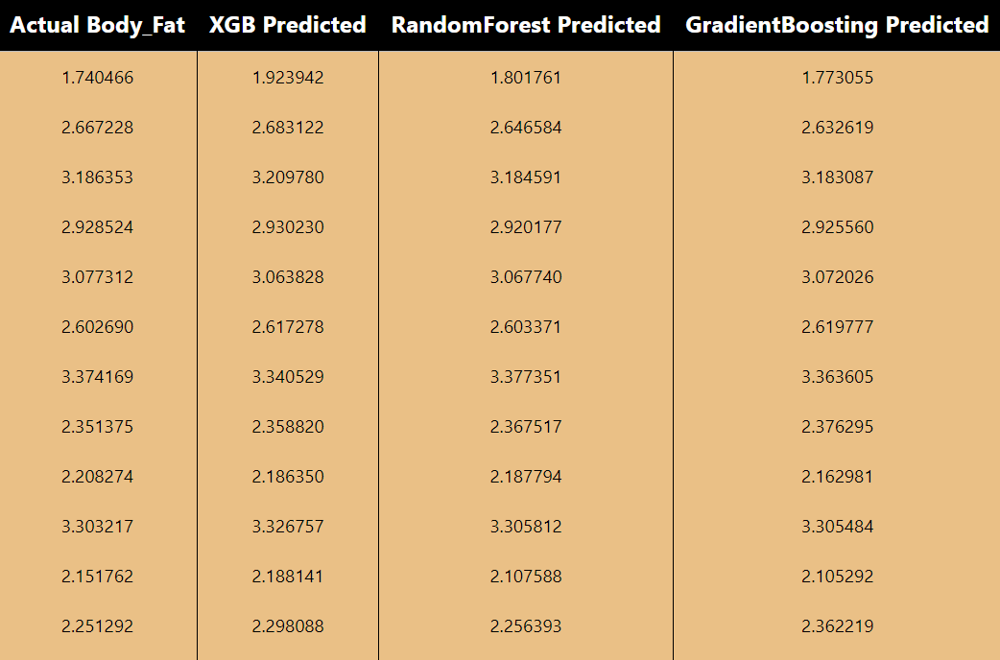 Actual Body_Fat XGB Predicted RandomForest Predicted GradientBoosting Predicted
1.740466 1.923942 1.801761 1.773055
2.667228 2.683122 2.646584 2.632619
3.186353 3.209780 3.184591 3.183087
2.928524 2.930230 2.920177 2.925560
3.077312 3.063828 3.067740 3.072026
2.602690 2.617278 2.603371 2.619777
3.374169 3.340529 3.377351 3.363605
2.351375 2.358820 2.367517 2.376295
2.208274 2.186350 2.187794 2.162981
3.303217 3.326757 3.305812 3.305484
2.151762 2.188141 2.107588 2.105292
2.251292 2.298088 2.256393 2.362219